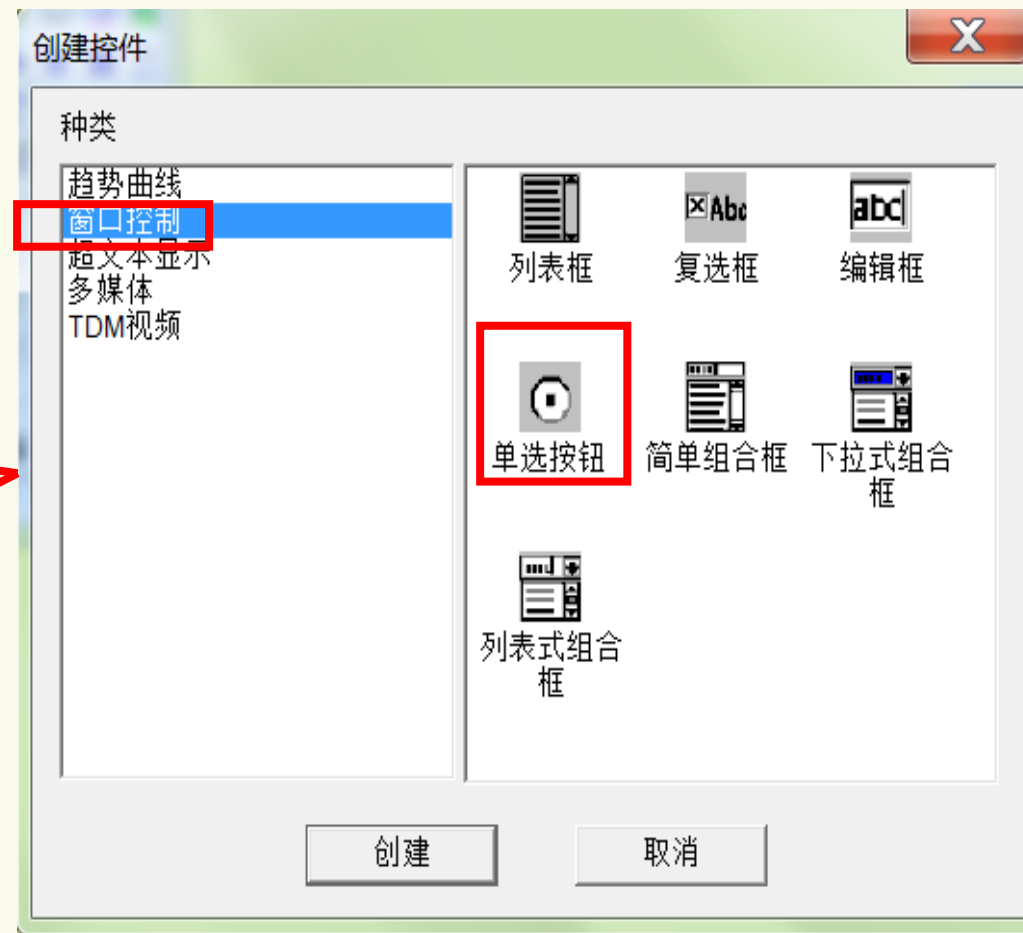 创建控件
种类
趋势曲线
窗口控制
超文本显示
多媒体
TDM视频
Abc
abc
列表框
复选框
编辑框
单选按钮
简单组合框
下拉式组合
框
列表式组合
框
创建
取消